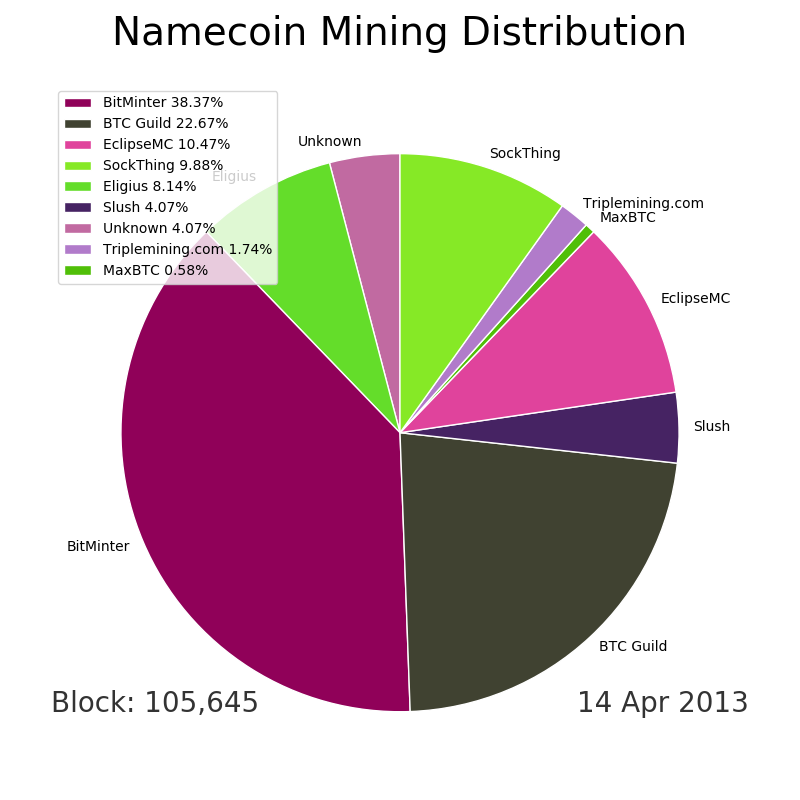 Namecoin Mining Distribution
BitMinter 38.37%
BTC Guild 22.67%
EclipseMC 10.47%
SockThing 9.88%
Eligius 8.14%
Slush 4.07%
Unknown 4.07%
Triplemining.com 1.74%
MaxBTC 0.58%
Unknown
SockThing
Eligius
Triplemining.com
MaxBTC
EclipseMC
Slush
BitMinter
BTC Guild
Block: 105,645
14 Apr 2013